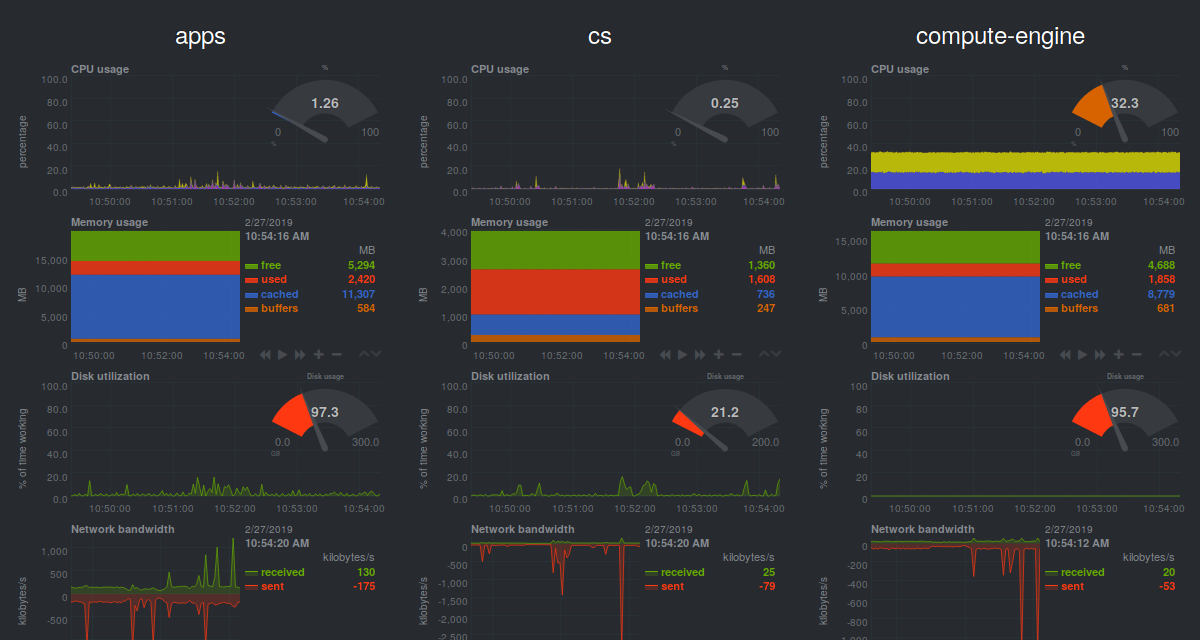 apps
CPU usage
%
100.0
80.0
60.0
40.0
20.0
0.0
percentage
1.26
0
100
%
10:50:00
10:51:00
10:52:00
10:53:00
10:54:00
Memory usage
2/27/2019
10:54:16 AM
MB
15,000
10,000
5,000
0
MB
free 5,294
used 2,420
cached 11,307
buffers 584
10:50:00
10:52:00
10:54:00
Disk utilization
Disk usage
100.0
80.0
60.0
40.0
20.0
0.0
% of time working
97.3
0.0
300.0
GB
10:50:00
10:51:00
10:52:00
10:53:00
10:54:00
Network bandwidth
2/27/2019
10:54:20 AM
kilobytes/s
1,000
500
0
-500
kilobytes/s
received 130
sent -175
cs
CPU usage
%
100.0
80.0
60.0
40.0
20.0
0.0
percentage
0.25
0
100
%
10:50:00
10:51:00
10:52:00
10:53:00
10:54:00
Memory usage
2/27/2019
10:54:16 AM
MB
4,000
3,000
2,000
1,000
0
MB
free 1,360
used 1,608
cached 736
buffers 247
10:50:00
10:52:00
10:54:00
Disk utilization
Disk usage
100.0
80.0
60.0
40.0
20.0
0.0
% of time working
21.2
0.0
200.0
GB
10:50:00
10:51:00
10:52:00
10:53:00
10:54:00
Network bandwidth
2/27/2019
10:54:20 AM
kilobytes/s
0
-500
-1,000
-1,500
-2,000
-2,500
kilobytes/s
received 25
sent -79
compute-engine
CPU usage
%
100.0
80.0
60.0
40.0
20.0
0.0
percentage
32.3
0
100
%
10:50:00
10:51:00
10:52:00
10:53:00
10:54:00
Memory usage
2/27/2019
10:54:16 AM
MB
15,000
10,000
5,000
0
MB
free 4,688
used 1,858
cached 8,779
buffers 681
10:50:00
10:52:00
10:54:00
Disk utilization
Disk usage
100
80
60
40
20
0
% of time working
95.7
0.0
300.0
GB
10:50:00
10:51:00
10:52:00
10:53:00
10:54:00
Network bandwidth
2/27/2019
10:54:12 AM
kilobytes/s
0
-200
-400
-600
-800
-1,000
kilobytes/s
received 20
sent -53